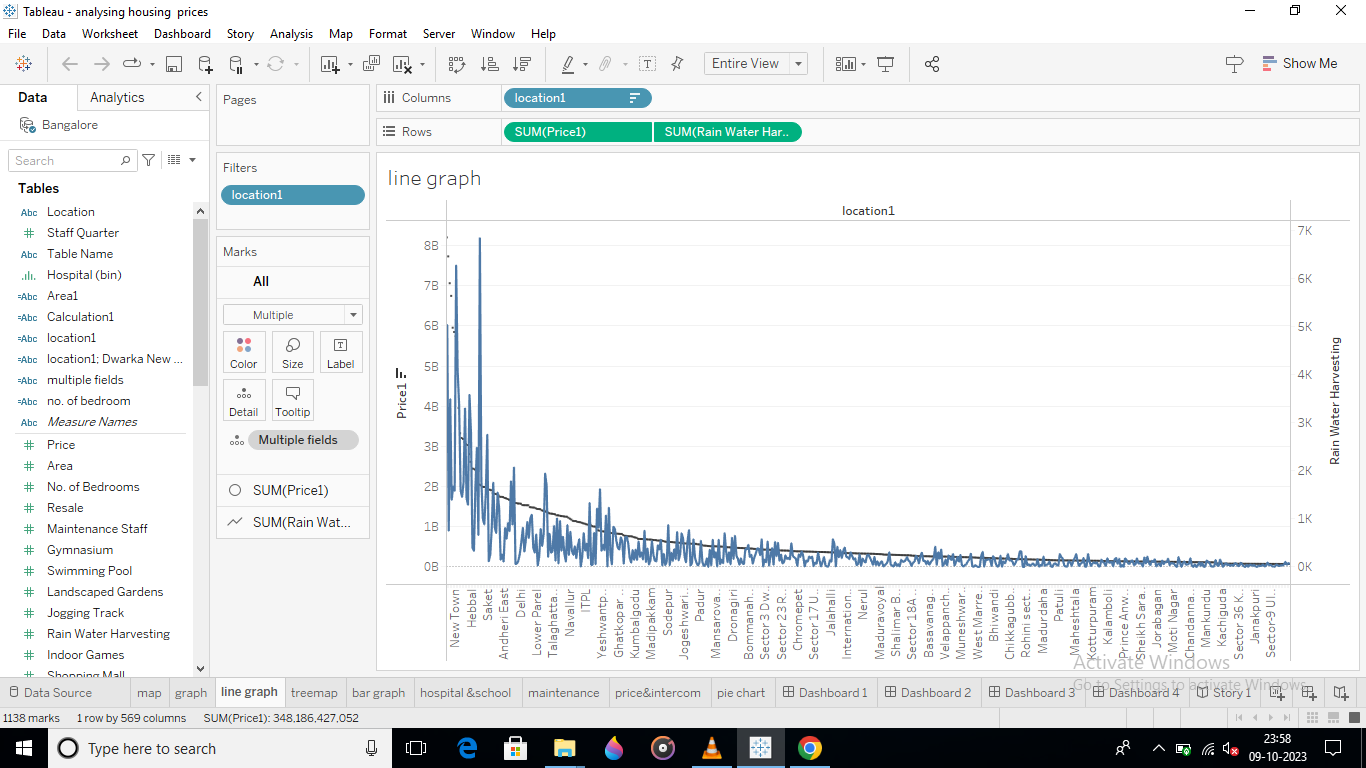 Tableau - analysing housing prices
File Data Worksheet Dashboard Story Analysis Map Format Server Window Help
Entire View
Show Me
Data Analytics
Bangalore
Search
Tables
Abc Location
Staff Quarter
Abc Table Name
Hospital (bin)
=Abc Area1
=Abc Calculation1
=Abc location1
=Abc location1; Dwarka New ...
=Abc multiple fields
=Abc no. of bedroom
Abc Measure Names
Price
Area
No. of Bedrooms
Resale
Maintenance Staff
Gymnasium
Swimming Pool
Landscaped Gardens
Jogging Track
Rain Water Harvesting
Indoor Games
Shopping Mall
Pages
Filters
location1
Marks
All
Multiple
Color Size Label
Detail Tooltip
Multiple fields
SUM(Price1)
SUM(Rain Wat...
Columns location1
Rows SUM(Price1) SUM(Rain Water Har..
line graph
location1
8B
7B
6B
5B
4B
3B
2B
1B
0B
Price1
7K
6K
5K
4K
3K
2K
1K
0K
Rain Water Harvesting
New Town
Hebbal
Saket
Andheri East
Delhi
Lower Parel
Talaghatta..
Navallur
ITPL
Yeshwantp..
Ghatkopar ..
Kumbalgodu
Madipakkam
Sodepur
Jogeshwari..
Padur
Mansarova..
Dronagiri
Bommanah..
Sector 3 Dw..
Sector 23 R..
Chromepet
Sector 17 U..
Jalahalli
Internation..
Nerul
Maduravoyal
Shalimar B..
Sector 18A ..
Basavanag..
Velappanch..
Muneshwar..
West Marre..
Bhiwandi
Chikkagubb..
Rohini sect..
Madurdaha
Patuli
Maheshtala
Kotturpuram
Kalamboli
Prince Anw..
Sheikh Sara..
Jorabagan
Moti Nagar
Chandanna..
Mankundu
Kachiguda
Sector 36 K..
Janakpuri
Sector-9 Ul..
Activate Windows
Go to Settings to activate Windows.
Data Source map graph line graph treemap bar graph hospital &school maintenance price&intercom pie chart Dashboard 1 Dashboard 2 Dashboard 3 Dashboard 4 Story 1
1138 marks 1 row by 569 columns SUM(Price1): 348,186,427,052
Type here to search
23:58
09-10-2023